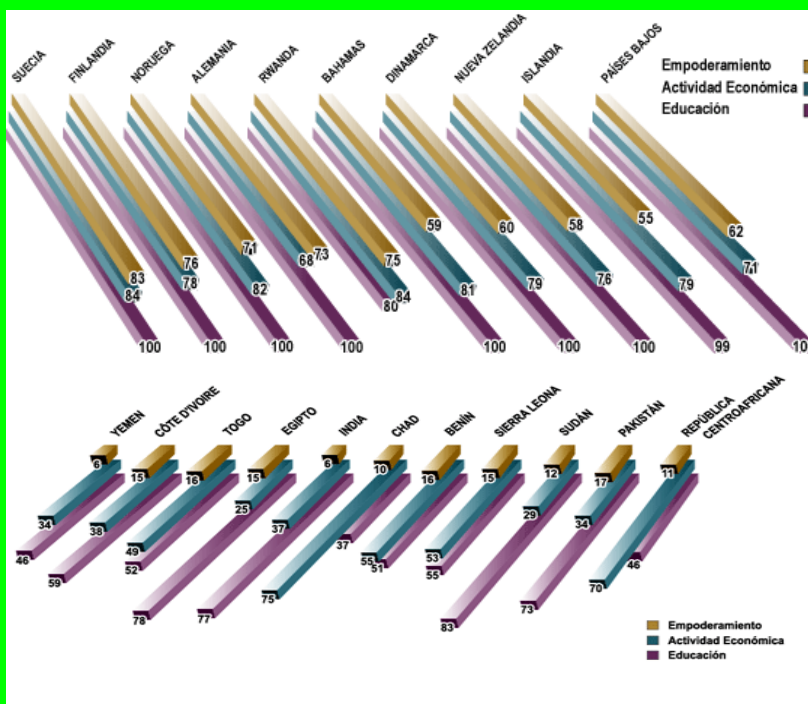 SUECIA
FINLANDIA
NORUEGA
ALEMANIA
RWANDA
BAHAMAS
DINAMARCA
NUEVA ZELANDIA
ISLANDIA
PAÍSES BAJOS
Empoderamiento
Actividad Económica
Educación
83
84
100
76
78
100
71
82
100
73
68
100
75
84
80
59
81
100
60
79
100
58
76
100
55
79
99
62
71
10
YEMEN
CÔTE D'IVOIRE
TOGO
EGIPTO
INDIA
CHAD
BENÍN
SIERRA LEONA
SUDÁN
PAKISTÁN
REPÚBLICA
CENTROAFRICANA
6
34
46
15
38
59
16
49
52
15
25
78
6
37
77
10
75
37
16
55
51
15
53
55
12
29
83
17
34
73
11
70
46
Empoderamiento
Actividad Económica
Educación